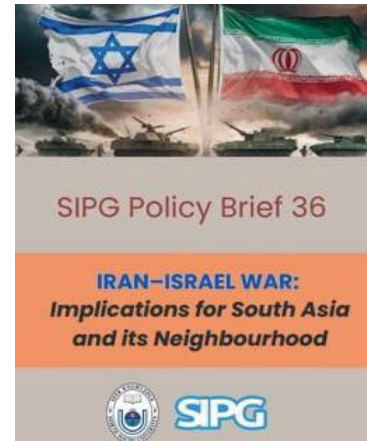 SIPG Policy Brief 36
IRAN–ISRAEL WAR:
Implications for South Asia
and its Neighbourhood
SIPG